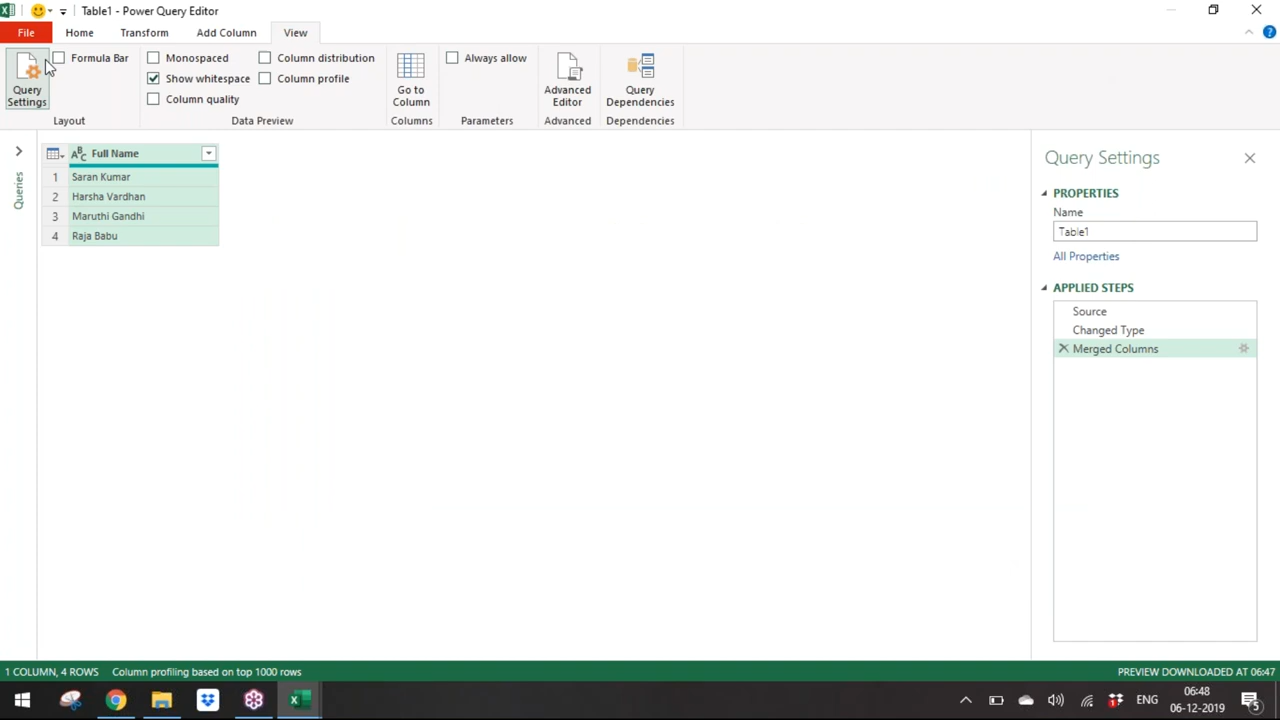 Table1 - Power Query Editor
File Home Transform Add Column View
Query Settings
Formula Bar
Layout
Monospaced
Show whitespace
Column quality
Column distribution
Column profile
Data Preview
Go to Column
Columns
Always allow
Parameters
Advanced Editor
Advanced
Query Dependencies
Dependencies
Queries
ABC Full Name
1 Saran Kumar
2 Harsha Vardhan
3 Maruthi Gandhi
4 Raja Babu
Query Settings
PROPERTIES
Name
Table1
All Properties
APPLIED STEPS
Source
Changed Type
Merged Columns
1 COLUMN, 4 ROWS Column profiling based on top 1000 rows
PREVIEW DOWNLOADED AT 06:47
ENG
06:48
06-12-2019
5